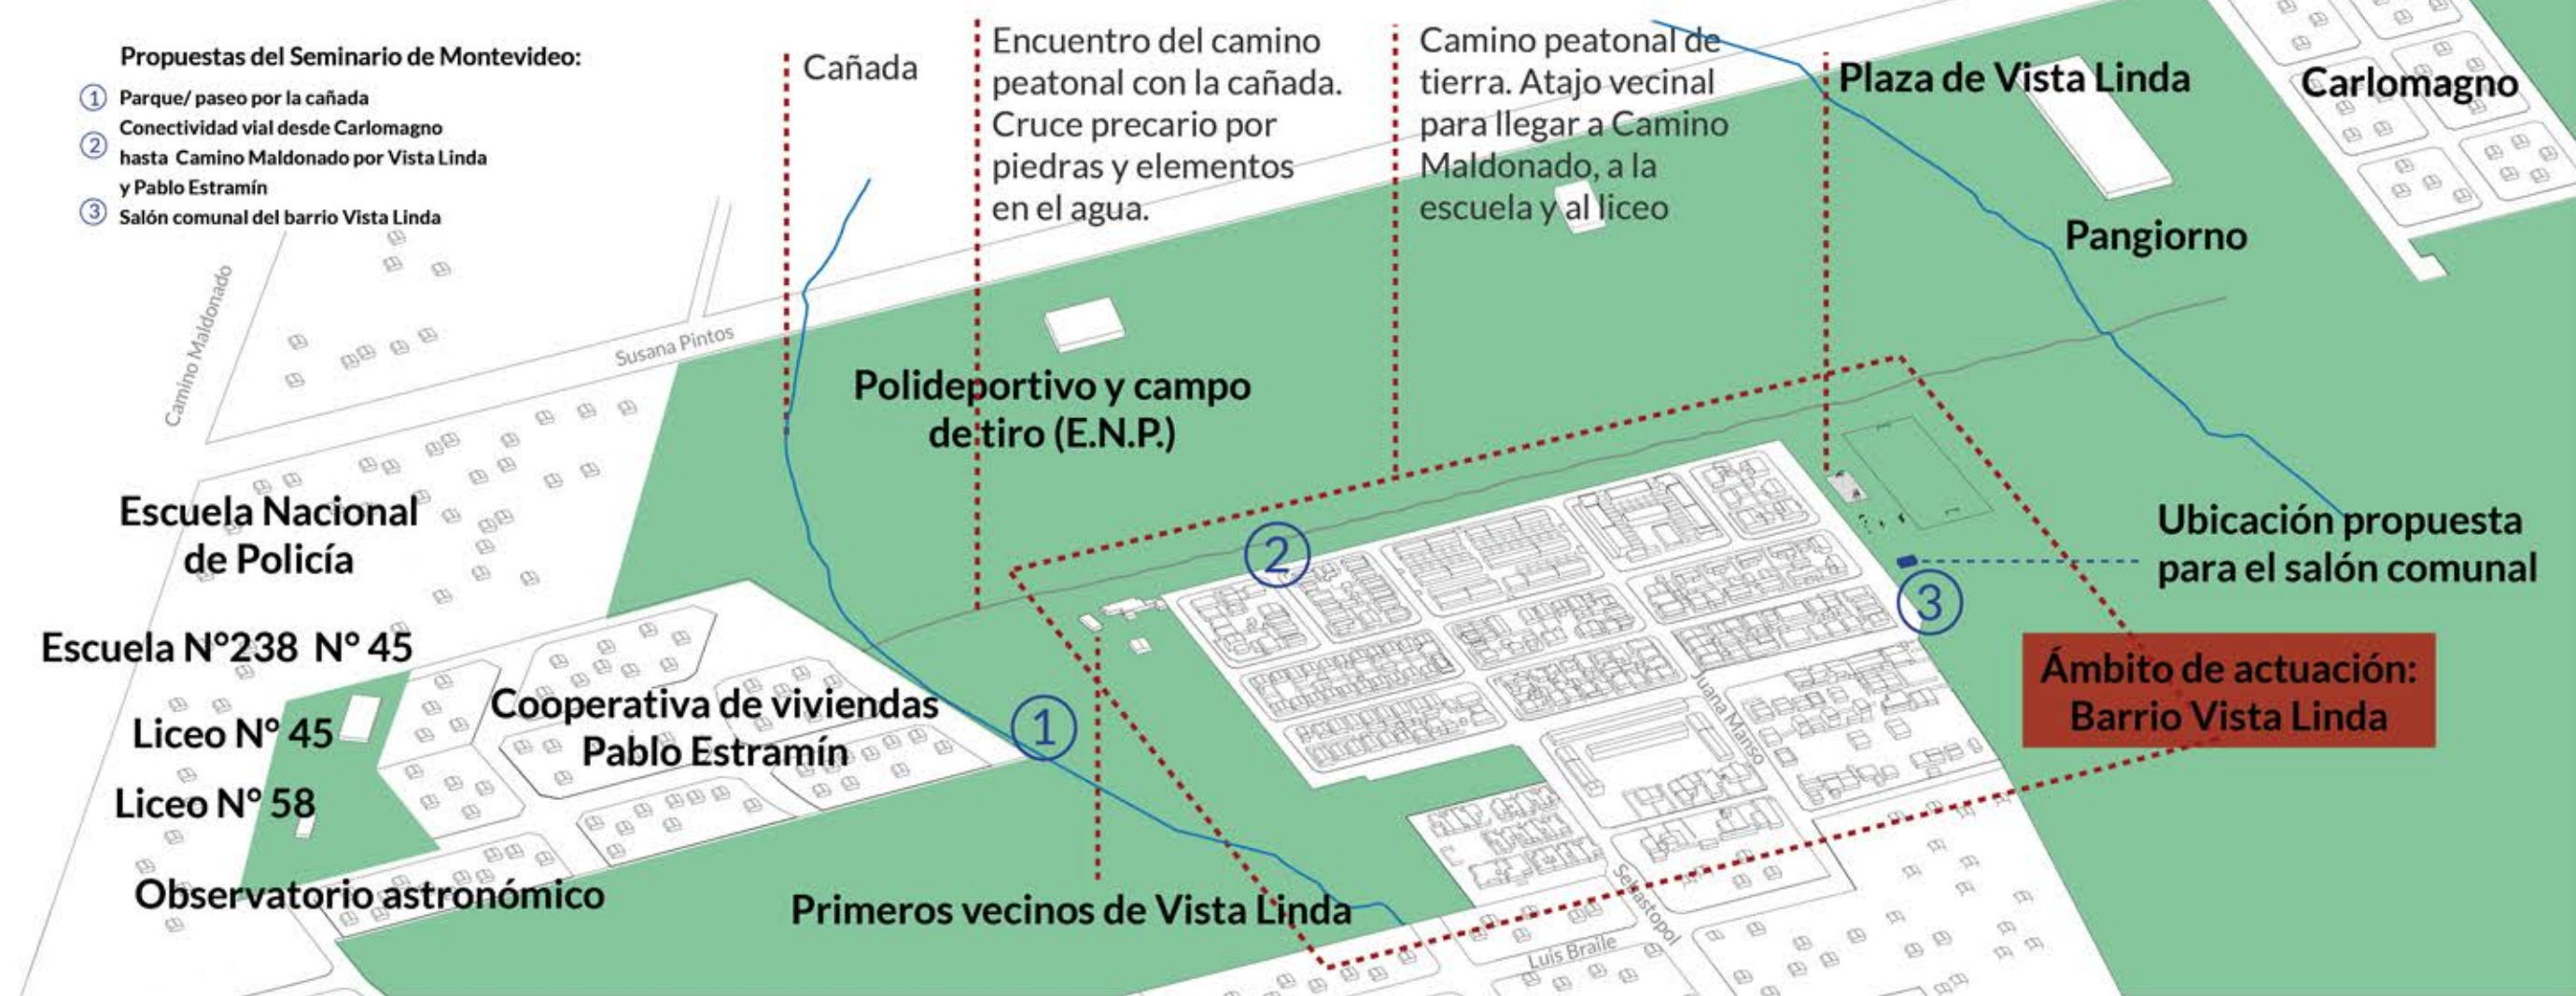 Propuestas del Seminario de Montevideo:
1 Parque/ paseo por la cañada
Conectividad vial desde Carlomagno
2 hasta Camino Maldonado por Vista Linda
y Pablo Estramín
3 Salón comunal del barrio Vista Linda
Cañada
Encuentro del camino
peatonal con la cañada.
Cruce precario por
piedras y elementos
en el agua.
Camino peatonal de
tierra. Atajo vecinal
para llegar a Camino
Maldonado, a la
escuela y al liceo
Plaza de Vista Linda
Carlomagno
Pangiorno
Camino Maldonado
Susana Pintos
Polideportivo y campo
de tiro (E.N.P.)
Escuela Nacional
de Policía
Escuela N°238 N° 45
Liceo N° 45
Liceo N° 58
Observatorio astronómico
Cooperativa de viviendas
Pablo Estramín
1
2
3
Ubicación propuesta
para el salón comunal
Ámbito de actuación:
Barrio Vista Linda
Primeros vecinos de Vista Linda
Juana Manso
Sebastopol
Luis Braile